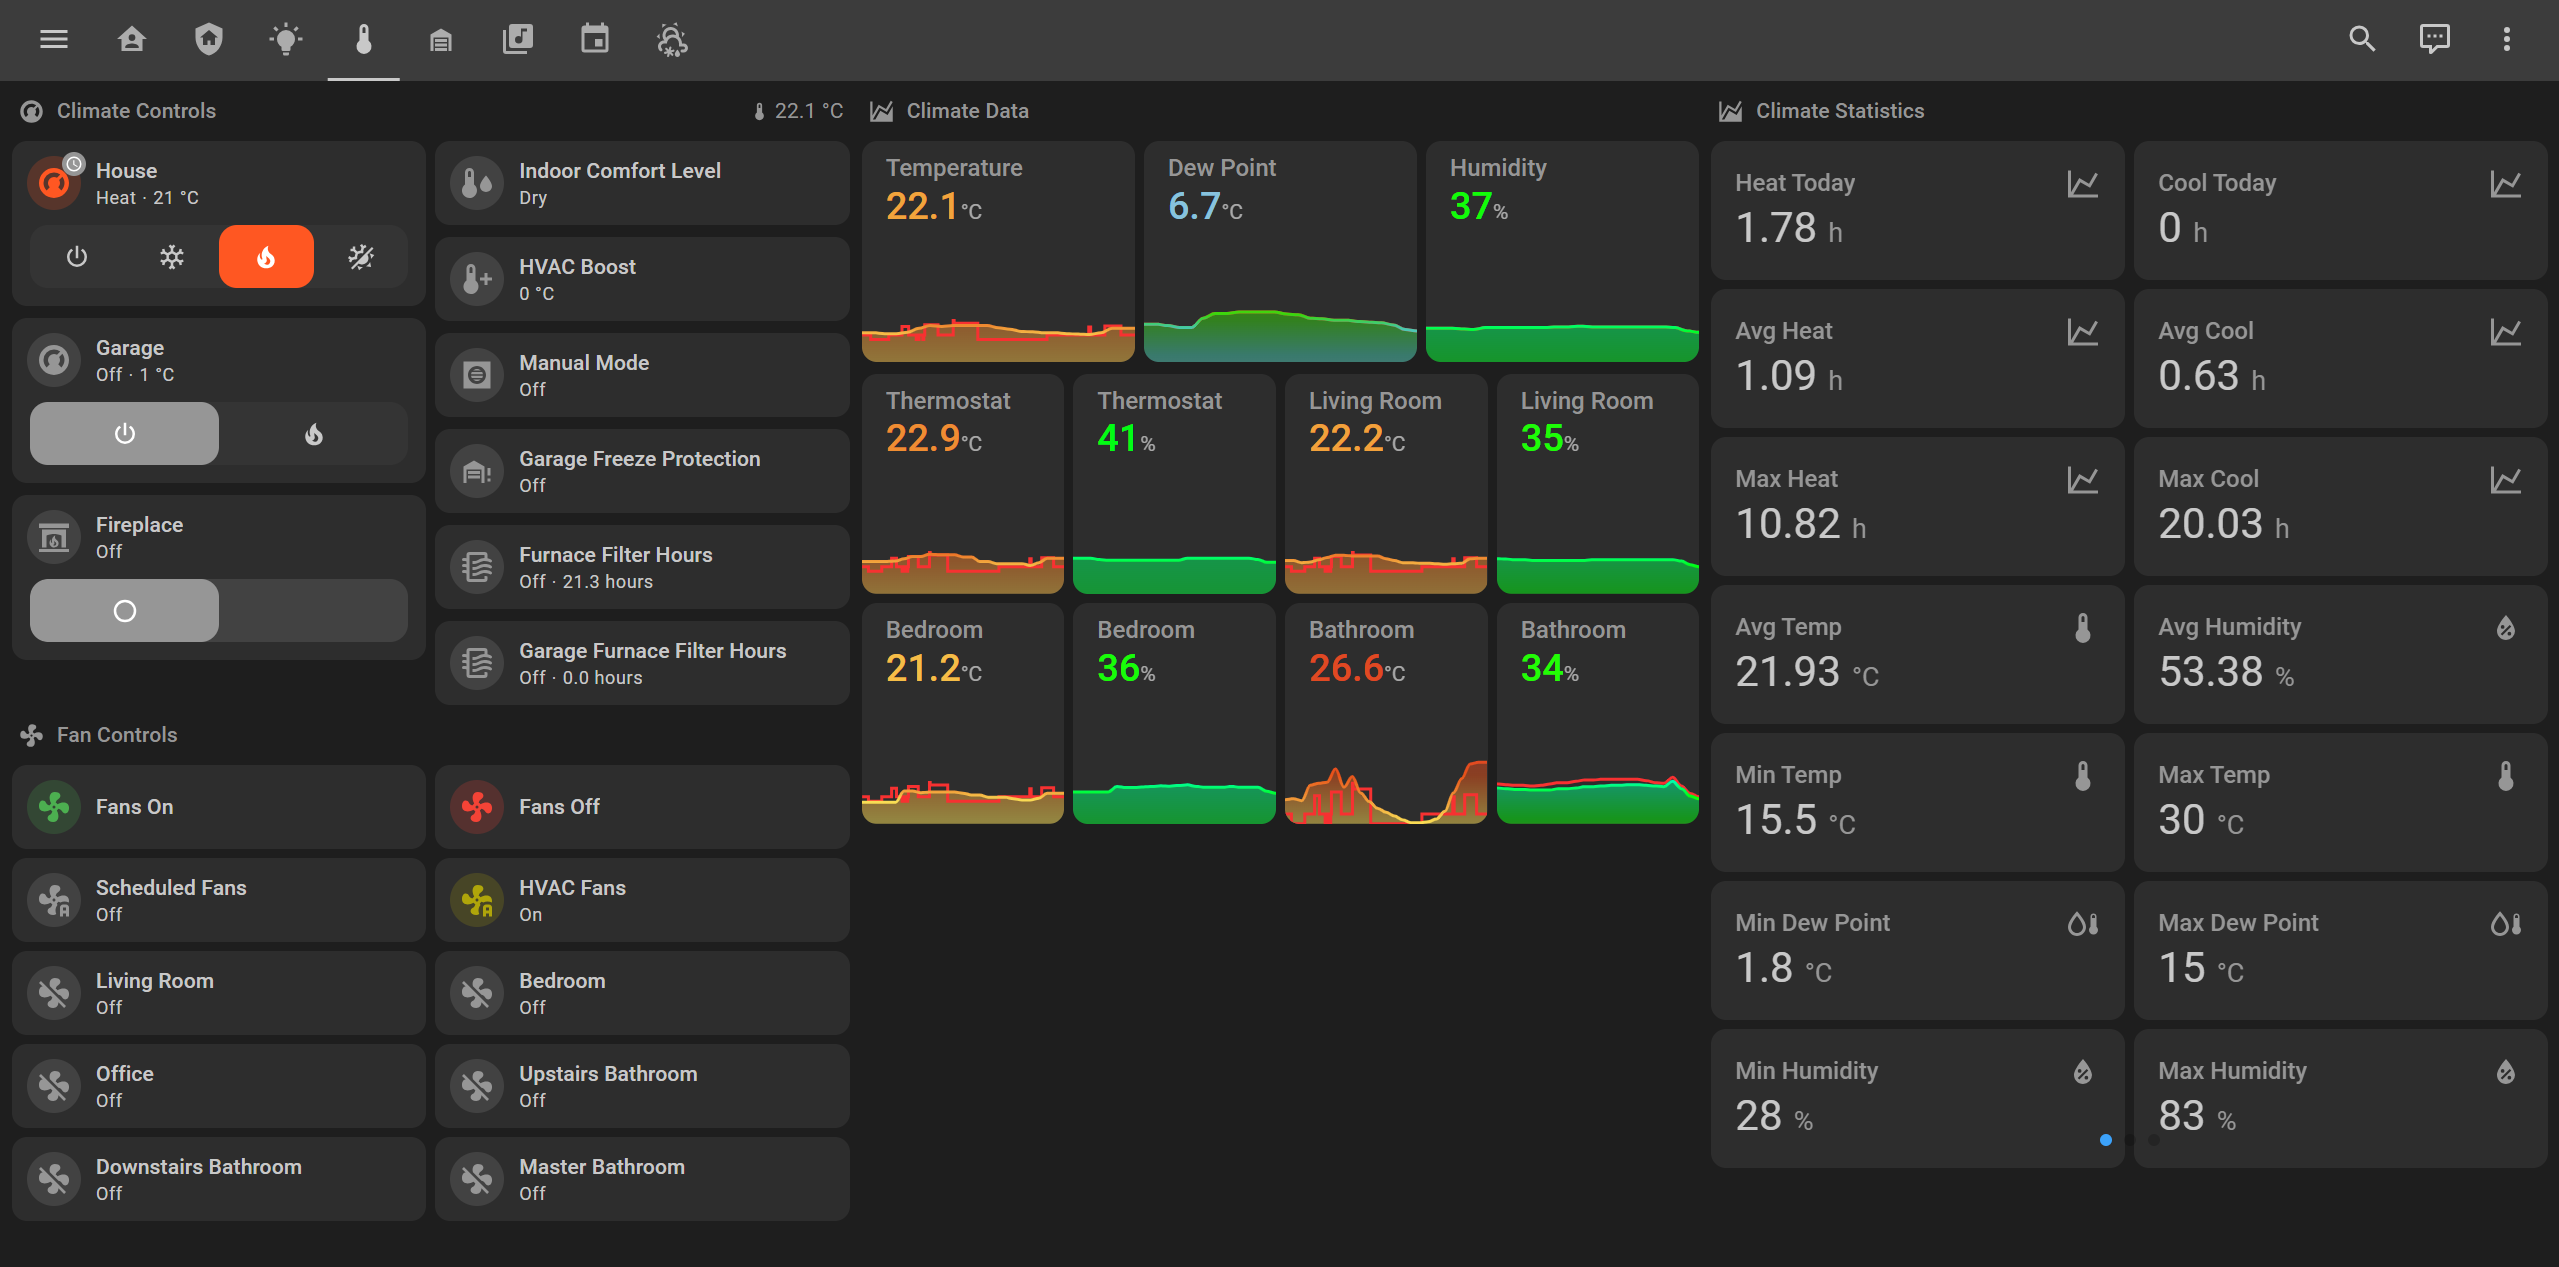 Climate Controls
22.1 °C
House
Heat · 21 °C
Garage
Off · 1 °C
Fireplace
Off
Indoor Comfort Level
Dry
HVAC Boost
0 °C
Manual Mode
Off
Garage Freeze Protection
Off
Furnace Filter Hours
Off · 21.3 hours
Garage Furnace Filter Hours
Off · 0.0 hours
Fan Controls
Fans On
Fans Off
Scheduled Fans
Off
HVAC Fans
On
Living Room
Off
Bedroom
Off
Office
Off
Upstairs Bathroom
Off
Downstairs Bathroom
Off
Master Bathroom
Off
Climate Data
Temperature
22.1°C
Dew Point
6.7°C
Humidity
37%
Thermostat
22.9°C
Thermostat
41%
Living Room
22.2°C
Living Room
35%
Bedroom
21.2°C
Bedroom
36%
Bathroom
26.6°C
Bathroom
34%
Climate Statistics
Heat Today
1.78 h
Cool Today
0 h
Avg Heat
1.09 h
Avg Cool
0.63 h
Max Heat
10.82 h
Max Cool
20.03 h
Avg Temp
21.93 °C
Avg Humidity
53.38 %
Min Temp
15.5 °C
Max Temp
30 °C
Min Dew Point
1.8 °C
Max Dew Point
15 °C
Min Humidity
28 %
Max Humidity
83 %